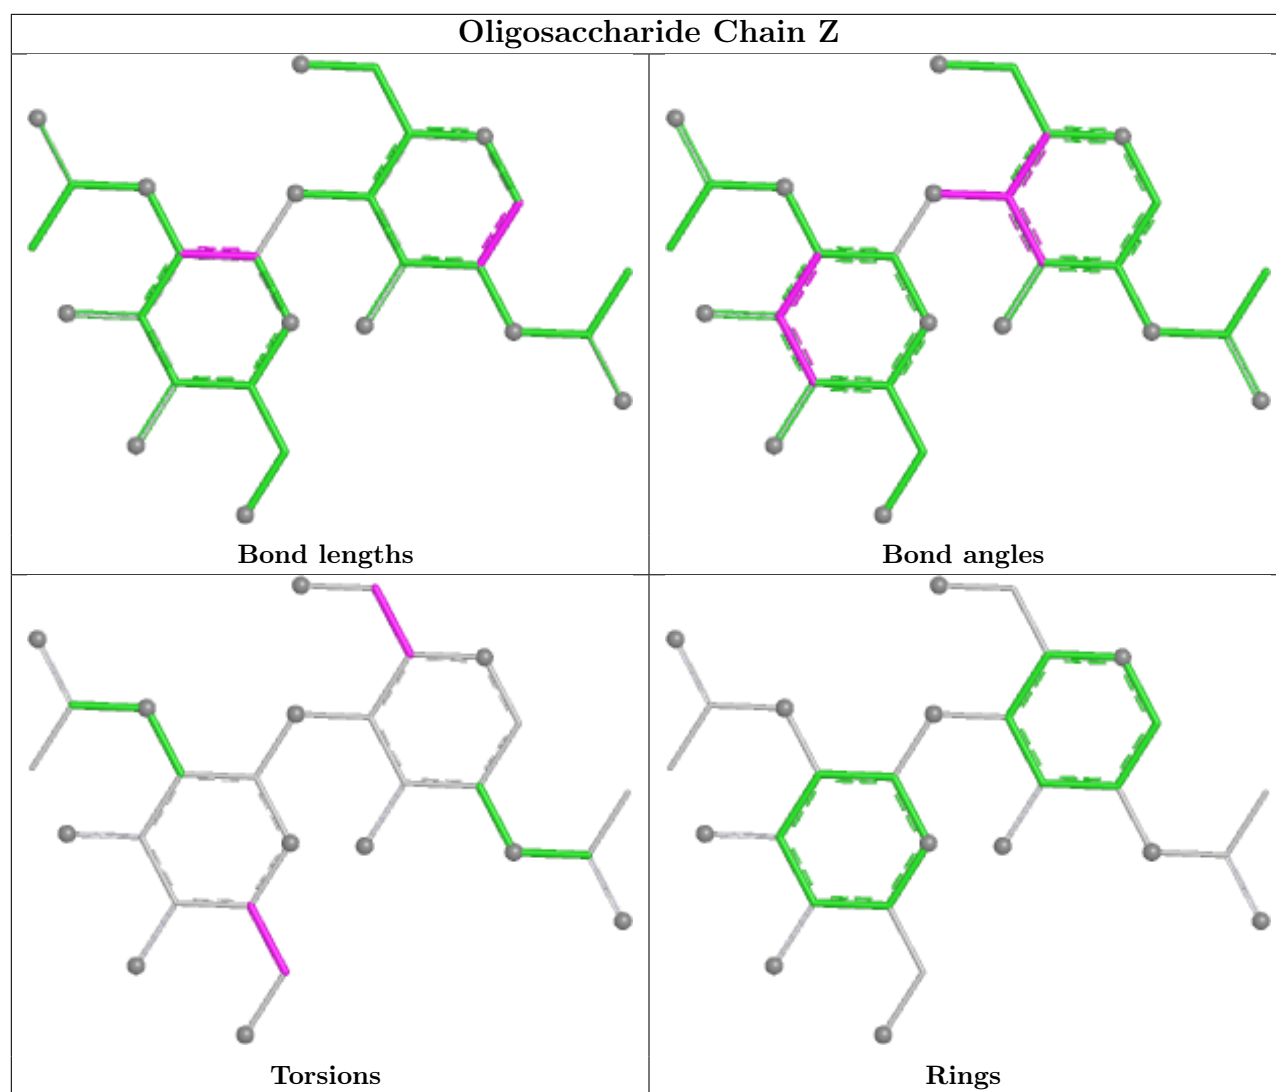 Oligosaccharide Chain Z
Bond lengths
Bond angles
Torsions
Rings